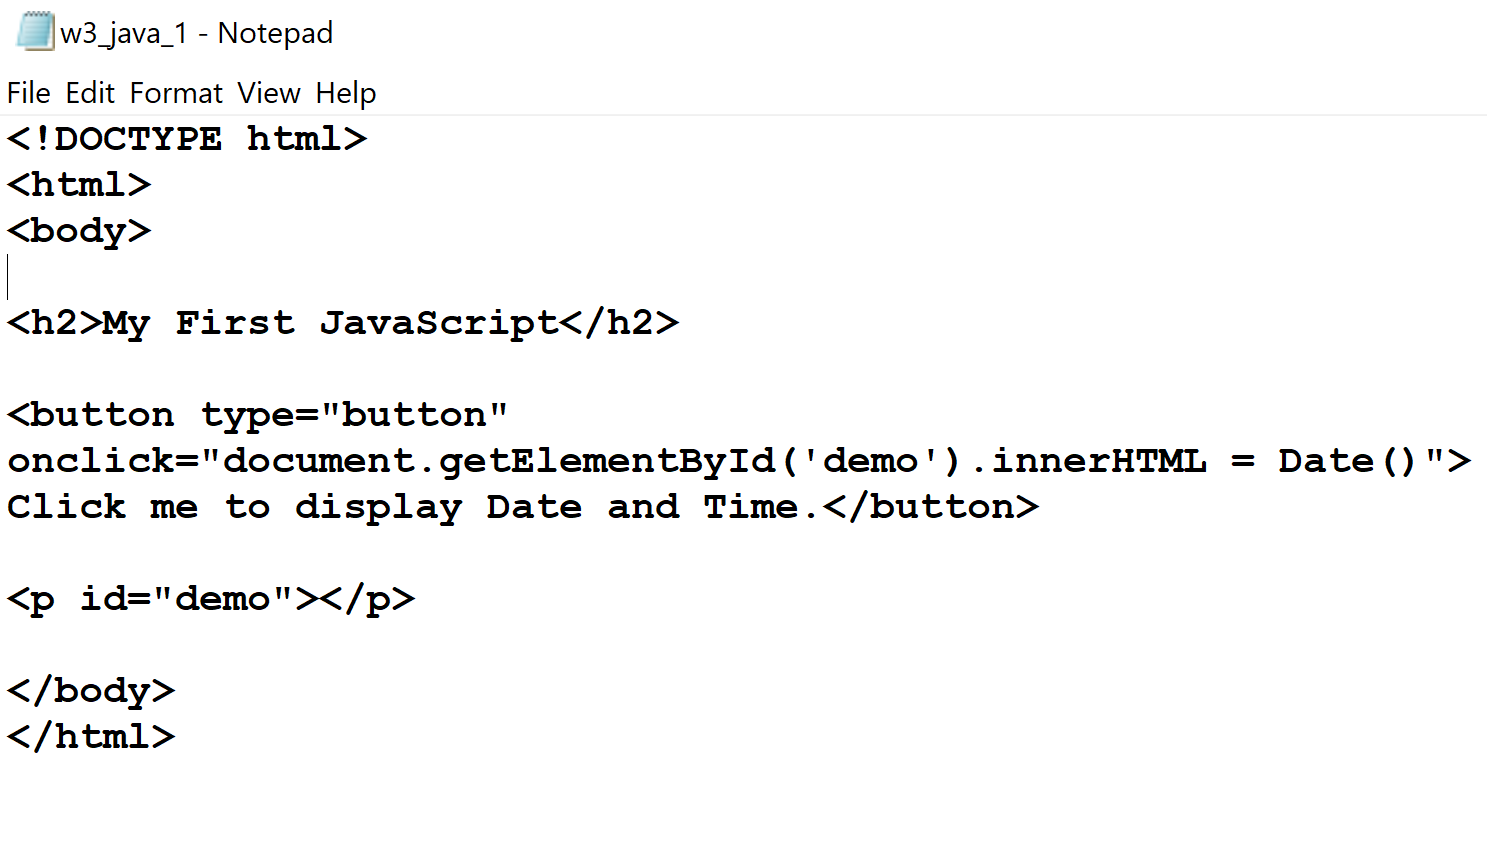 w3_java_1 - Notepad
File Edit Format View Help
<!DOCTYPE html>
<html>
<body>
<h2>My First JavaScript</h2>
<button type="button"
onclick="document.getElementById('demo').innerHTML = Date()">
Click me to display Date and Time.</button>
<p id="demo"></p>
</body>
</html>